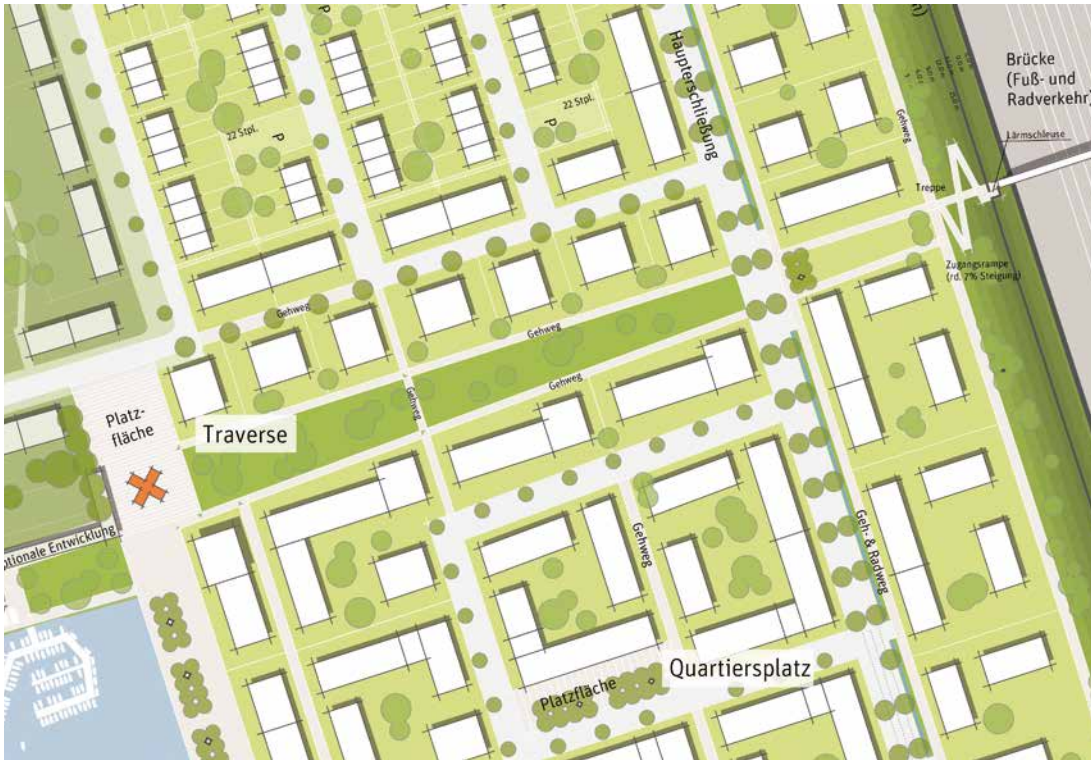 P
P
22 Stpl.
P
22 Stpl.
P
Haupterschließung
Gehweg
Brücke
(Fuß- und
Radverkehr)
Lärmschleuse
Treppe
Zugangsrampe
(rd. 7% Steigung)
Gehweg
Gehweg
Gehweg
Gehweg
Platz-
fläche
Traverse
Optionale Entwicklung
Gehweg
Geh- & Radweg
Quartiersplatz
Platzfläche